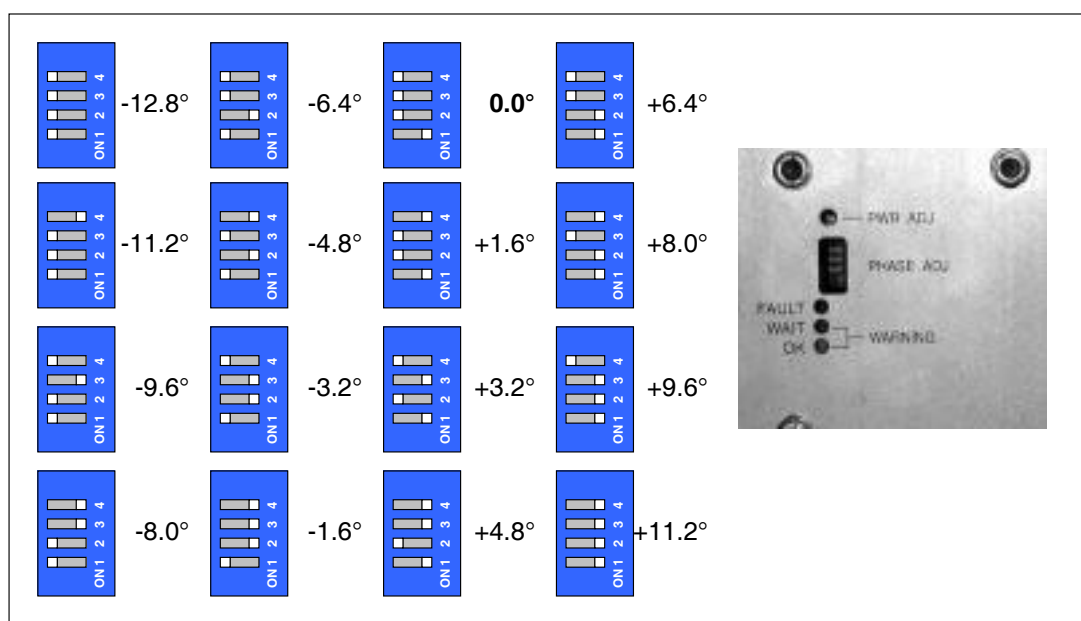 4 3 2 ON1 -12.8° 4 3 2 ON1 -6.4° 4 3 2 ON1 0.0° 4 3 2 ON1 +6.4°
4 3 2 ON1 -11.2° 4 3 2 ON1 -4.8° 4 3 2 ON1 +1.6° 4 3 2 ON1 +8.0°
4 3 2 ON1 -9.6° 4 3 2 ON1 -3.2° 4 3 2 ON1 +3.2° 4 3 2 ON1 +9.6°
4 3 2 ON1 -8.0° 4 3 2 ON1 -1.6° 4 3 2 ON1 +4.8° 4 3 2 ON1 +11.2°
PWR ADJ
PHASE ADJ
FAULT
WAIT
WARNING
OK